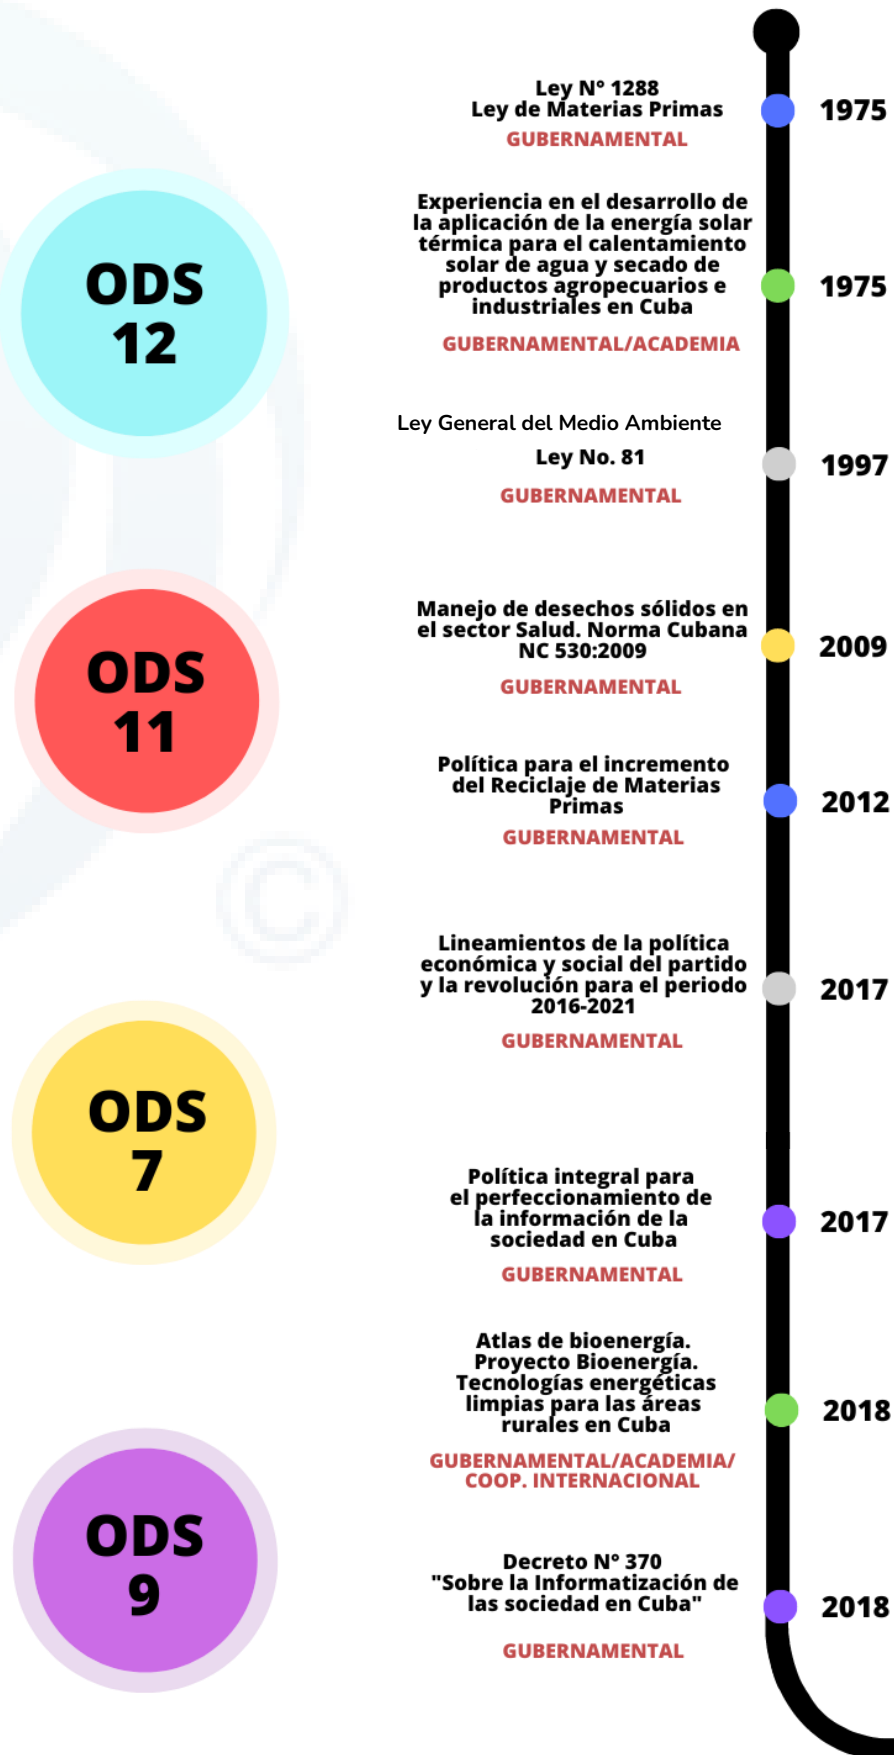 Ley N° 1288
Ley de Materias Primas
GUBERNAMENTAL
1975
Experiencia en el desarrollo de
la aplicación de la energía solar
térmica para el calentamiento
solar de agua y secado de
productos agropecuarios e
industriales en Cuba
GUBERNAMENTAL/ACADEMIA
1975
ODS
12
Ley General del Medio Ambiente
Ley No. 81
GUBERNAMENTAL
1997
Manejo de desechos sólidos en
el sector Salud. Norma Cubana
NC 530:2009
GUBERNAMENTAL
2009
ODS
11
Política para el incremento
del Reciclaje de Materias
Primas
GUBERNAMENTAL
2012
©
Lineamientos de la política
económica y social del partido
y la revolución para el periodo
2016-2021
GUBERNAMENTAL
2017
ODS
7
Política integral para
el perfeccionamiento de
la información de la
sociedad en Cuba
GUBERNAMENTAL
2017
Atlas de bioenergía.
Proyecto Bioenergía.
Tecnologías energéticas
limpias para las áreas
rurales en Cuba
GUBERNAMENTAL/ACADEMIA/
COOP. INTERNACIONAL
2018
ODS
9
Decreto N° 370
"Sobre la Informatización de
las sociedad en Cuba"
GUBERNAMENTAL
2018